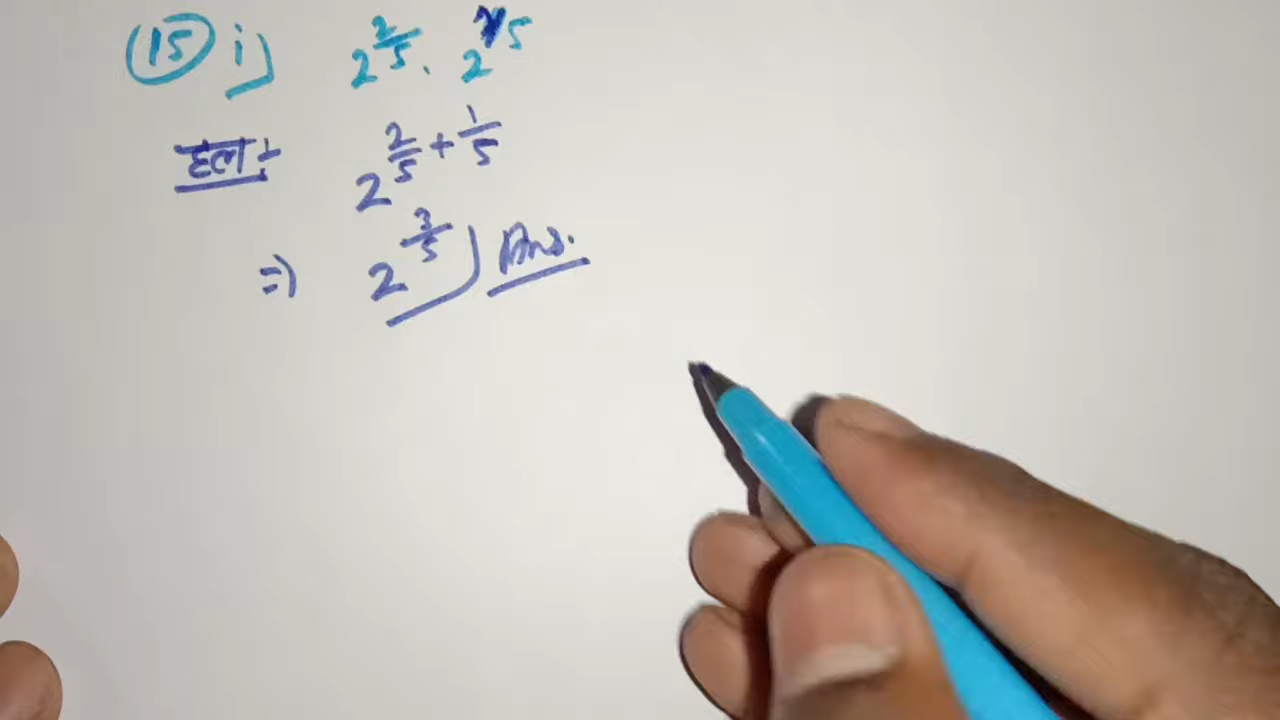 (15) i) 2^(2/5) . 2^(1/5)
हल:- 2^(2/5 + 1/5)
=) 2^(3/5) Ans.